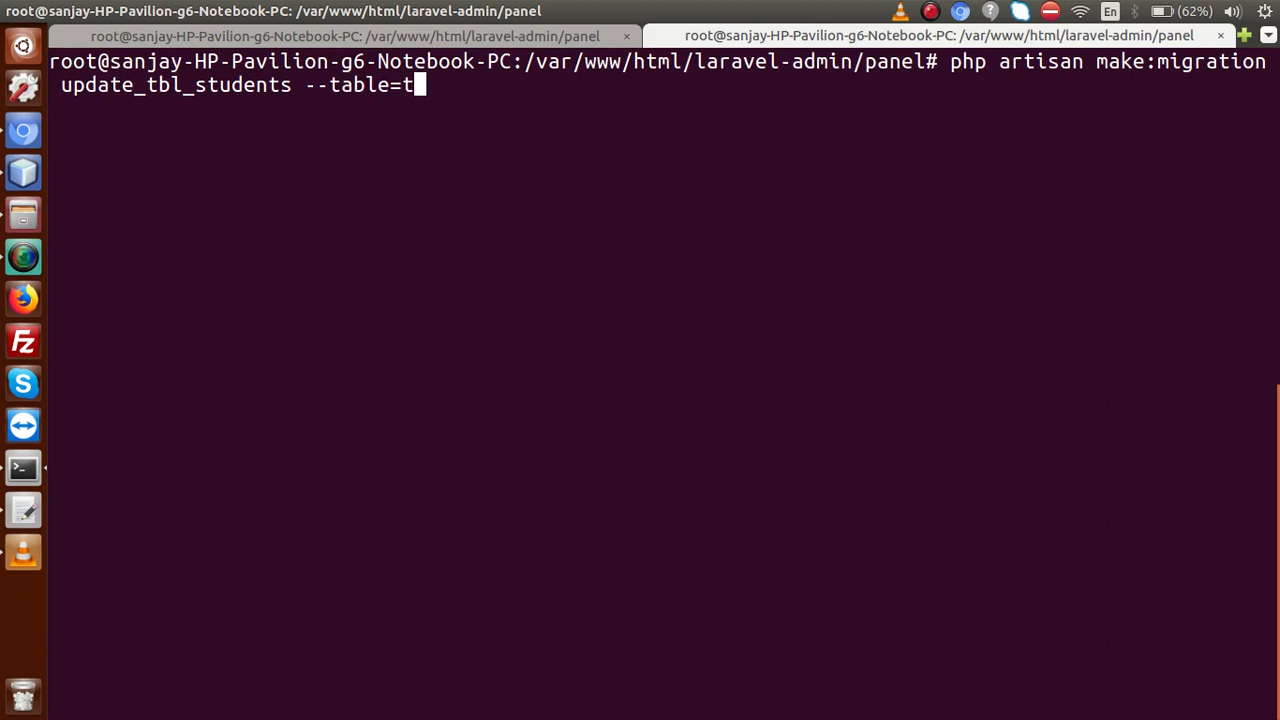 root@sanjay-HP-Pavilion-g6-Notebook-PC: /var/www/html/laravel-admin/panel
En
(62%)
root@sanjay-HP-Pavilion-g6-Notebook-PC: /var/www/html/laravel-admin/panel × root@sanjay-HP-Pavilion-g6-Notebook-PC: /var/www/html/laravel-admin/panel ×
root@sanjay-HP-Pavilion-g6-Notebook-PC:/var/www/html/laravel-admin/panel# php artisan make:migration
update_tbl_students --table=t